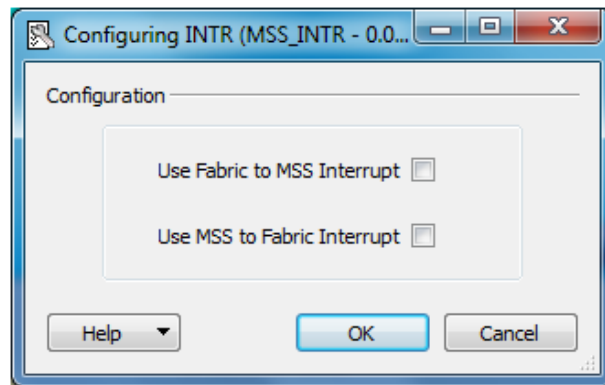 Configuring INTR (MSS_INTR - 0.0...
Configuration
Use Fabric to MSS Interrupt
Use MSS to Fabric Interrupt
Help OK Cancel